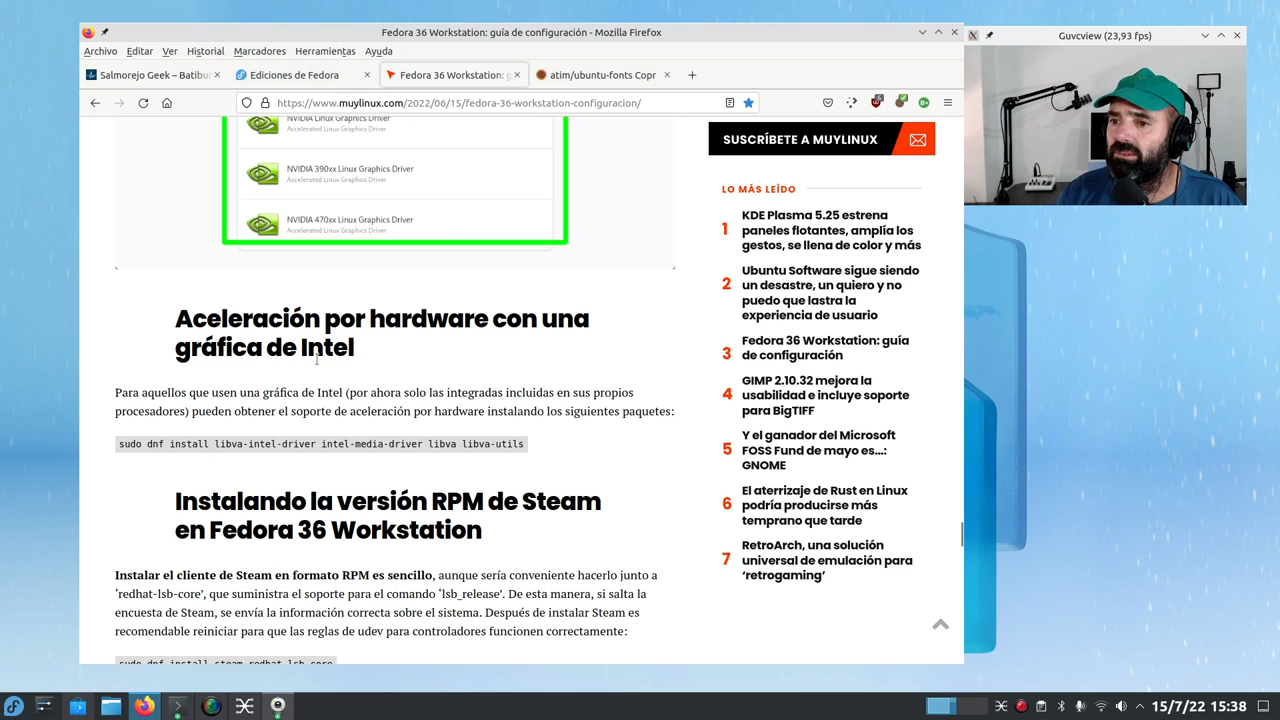 Fedora 36 Workstation: guía de configuración - Mozilla Firefox
Archivo Editar Ver Historial Marcadores Herramientas Ayuda
Salmorejo Geek – Batibu
Ediciones de Fedora
Fedora 36 Workstation: g
atim/ubuntu-fonts Copr
https://www.muylinux.com/2022/06/15/fedora-36-workstation-configuracion/
NVIDIA Linux Graphics Driver
Accelerated Linux Graphics Driver
NVIDIA 390xx Linux Graphics Driver
Accelerated Linux Graphics Driver
NVIDIA 470xx Linux Graphics Driver
Accelerated Linux Graphics Driver
Aceleración por hardware con una
gráfica de Intel
Para aquellos que usen una gráfica de Intel (por ahora solo las integradas incluidas en sus propios
procesadores) pueden obtener el soporte de aceleración por hardware instalando los siguientes paquetes:
sudo dnf install libva-intel-driver intel-media-driver libva libva-utils
Instalando la versión RPM de Steam
en Fedora 36 Workstation
Instalar el cliente de Steam en formato RPM es sencillo, aunque sería conveniente hacerlo junto a
‘redhat-lsb-core’, que suministra el soporte para el comando ‘lsb_release’. De esta manera, si salta la
encuesta de Steam, se envía la información correcta sobre el sistema. Después de instalar Steam es
recomendable reiniciar para que las reglas de udev para controladores funcionen correctamente:
sudo dnf install steam redhat-lsb-core
SUSCRÍBETE A MUYLINUX
LO MÁS LEÍDO
1 KDE Plasma 5.25 estrena
paneles flotantes, amplía los
gestos, se llena de color y más
2 Ubuntu Software sigue siendo
un desastre, un quiero y no
puedo que lastra la
experiencia de usuario
3 Fedora 36 Workstation: guía
de configuración
4 GIMP 2.10.32 mejora la
usabilidad e incluye soporte
para BigTIFF
5 Y el ganador del Microsoft
FOSS Fund de mayo es…:
GNOME
6 El aterrizaje de Rust en Linux
podría producirse más
temprano que tarde
7 RetroArch, una solución
universal de emulación para
‘retrogaming’
Guvcview (23,93 fps)
15/7/22 15:38